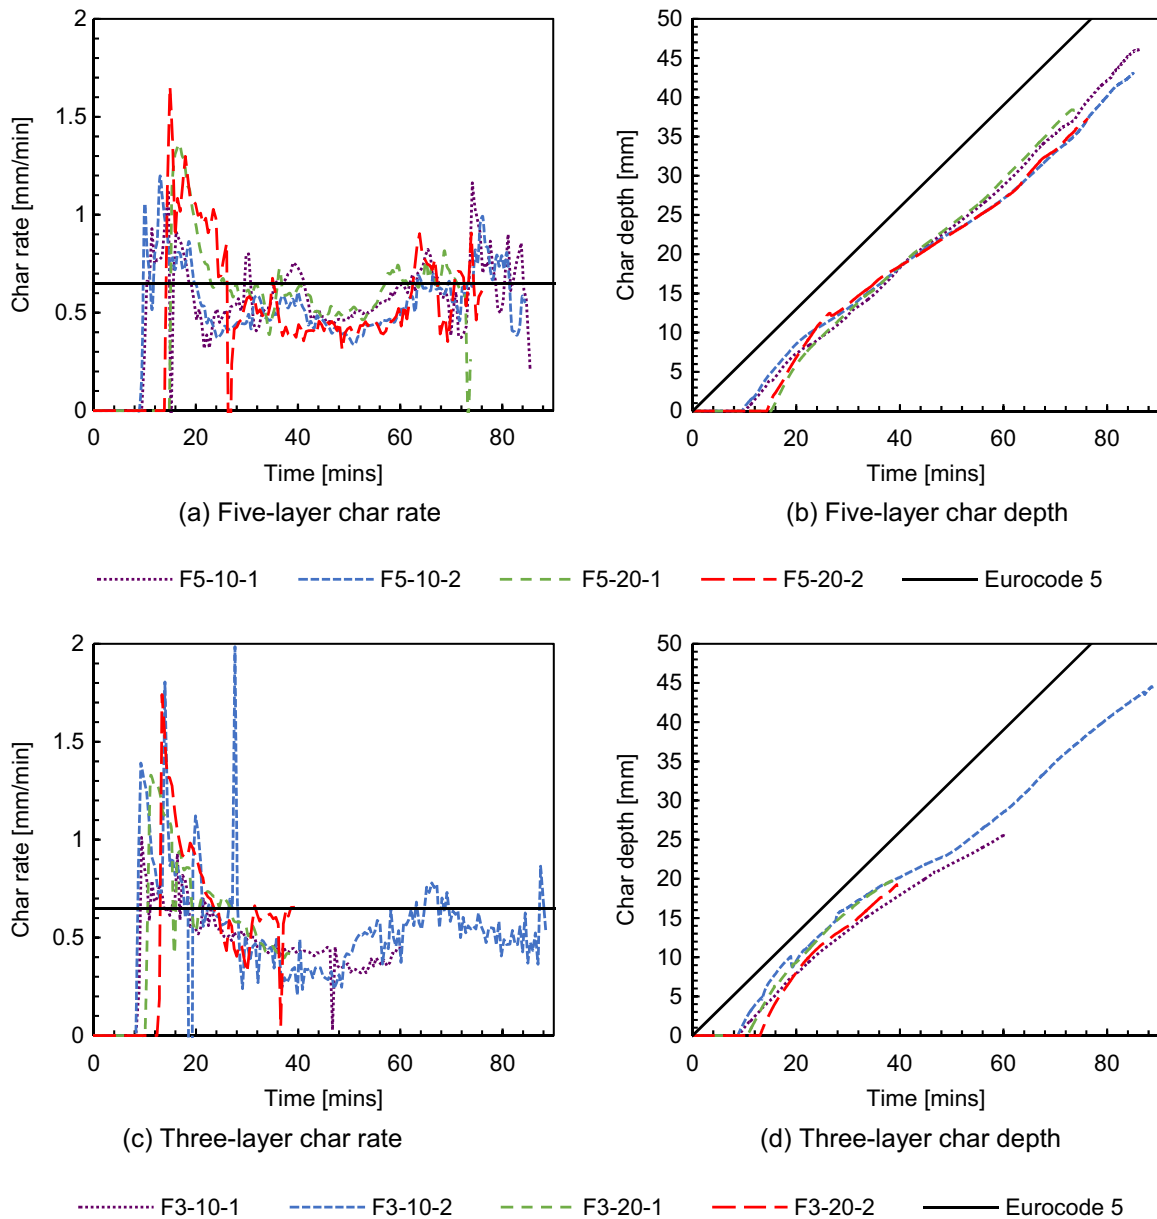 2
1.5
1
0.5
0
Char rate [mm/min]
0 20 40 60 80
Time [mins]
(a) Five-layer char rate
50
45
40
35
30
25
20
15
10
5
0
Char depth [mm]
0 20 40 60 80
Time [mins]
(b) Five-layer char depth
F5-10-1 F5-10-2 F5-20-1 F5-20-2 Eurocode 5
2
1.5
1
0.5
0
Char rate [mm/min]
0 20 40 60 80
Time [mins]
(c) Three-layer char rate
50
45
40
35
30
25
20
15
10
5
0
Char depth [mm]
0 20 40 60 80
Time [mins]
(d) Three-layer char depth
F3-10-1 F3-10-2 F3-20-1 F3-20-2 Eurocode 5